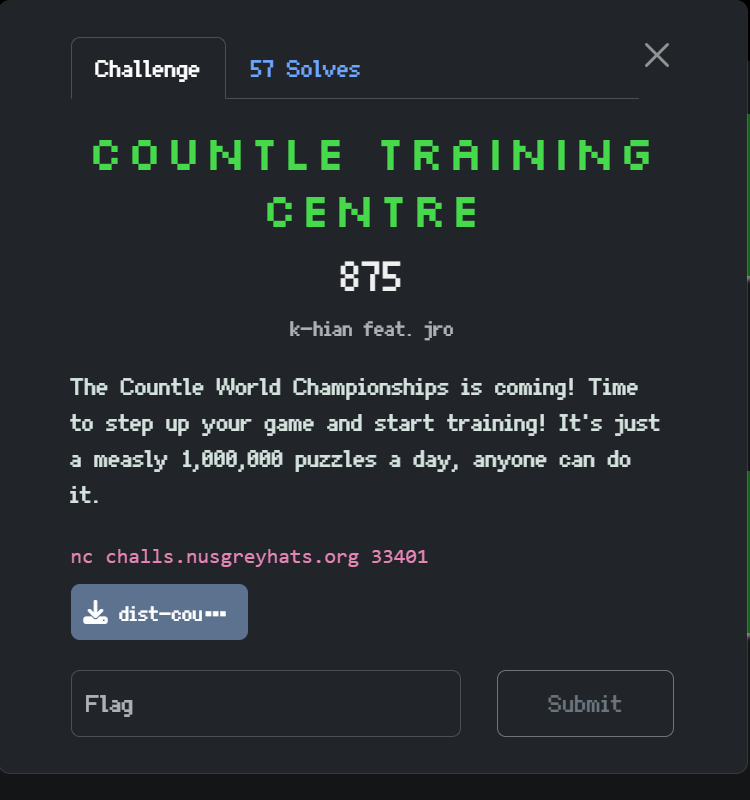 Challenge
57 Solves
COUNTLE TRAINING
CENTRE
875
k-hian feat. jro
The Countle World Championships is coming! Time
to step up your game and start training! It's just
a measly 1,000,000 puzzles a day, anyone can do
it.
nc challs.nusgreyhats.org 33401
dist-cou…
Flag
Submit